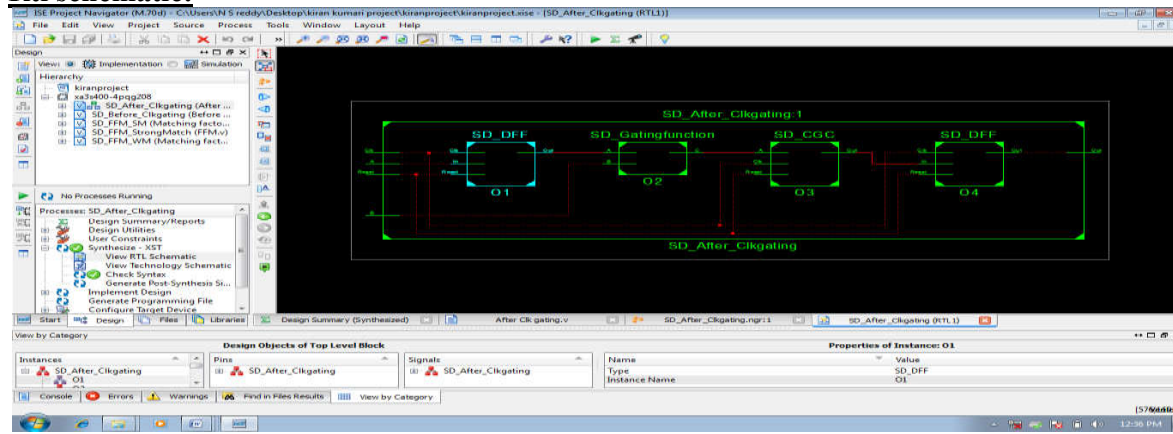 Rtl schematic:
ISE Project Navigator (M.70d) - C:\Users\N S reddy\Desktop\kiran kumari project\kiranproject\kiranproject.xise - [SD_After_Clkgating (RTL1)]
File Edit View Project Source Process Tools Window Layout Help
Design
View: Implementation Simulation
Hierarchy
kiranproject
xa3s400-4pqg208
SD_After_Clkgating (After ...
SD_Before_Clkgating (Before ...
SD_FFM_SM (Matching facto...
SD_FFM_StrongMatch (FFM.v)
SD_FFM_WM (Matching fact...
No Processes Running
Processes: SD_After_Clkgating
Design Summary/Reports
Design Utilities
User Constraints
Synthesize - XST
View RTL Schematic
View Technology Schematic
Check Syntax
Generate Post-Synthesis Si...
Implement Design
Generate Programming File
Configure Target Device
SD_After_Clkgating:1
SD_DFF SD_Gatingfunction SD_CGC SD_DFF
O1 O2 O3 O4
SD_After_Clkgating
Start Design Files Libraries Design Summary (Synthesized) After Clk gating.v SD_After_Clkgating.ngr:1 SD_After_Clkgating (RTL1)
View by Category
Design Objects of Top Level Block Properties of Instance: O1
Instances Pins Signals Name Value
SD_After_Clkgating SD_After_Clkgating SD_After_Clkgating Type SD_DFF
O1 Instance Name O1
Console Errors Warnings Find in Files Results View by Category
12:36 PM